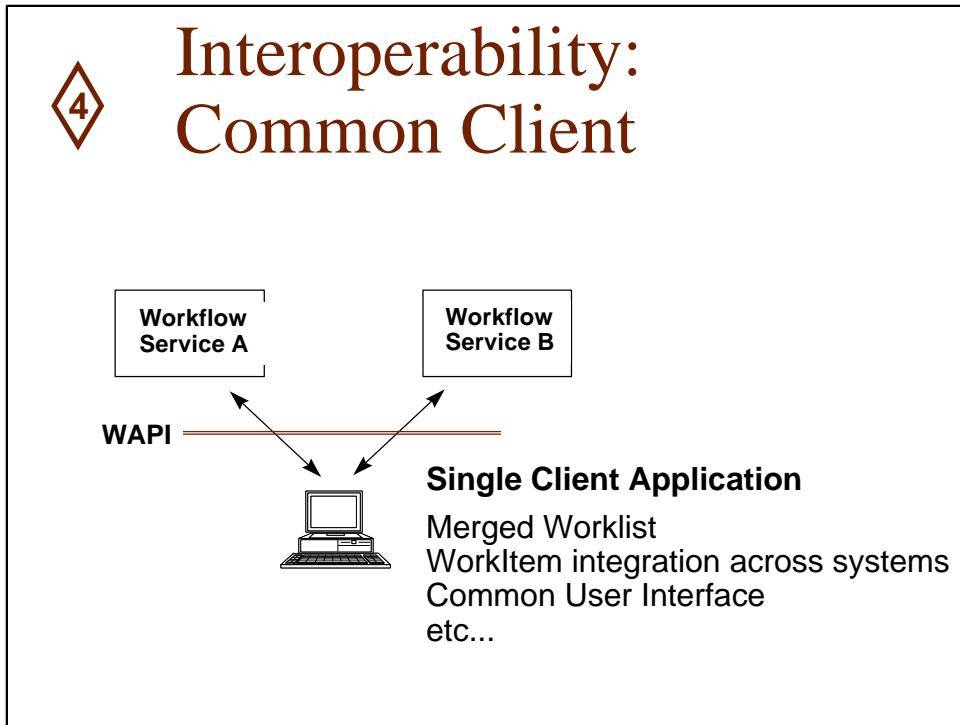 4
Interoperability:
Common Client
Workflow
Service A
Workflow
Service B
WAPI
Single Client Application
Merged Worklist
WorkItem integration across systems
Common User Interface
etc...